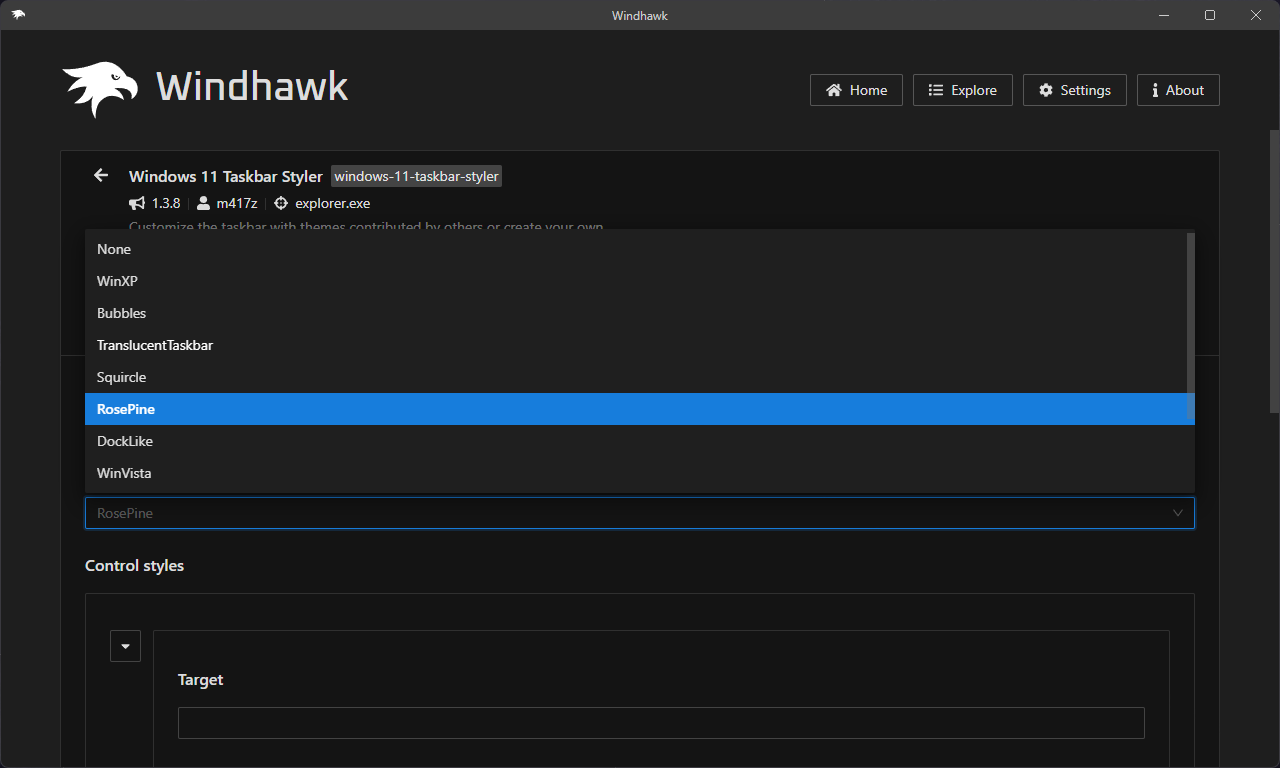 Windhawk
Windhawk
Home Explore Settings About
Windows 11 Taskbar Styler windows-11-taskbar-styler
1.3.8 m417z explorer.exe
Customize the taskbar with themes contributed by others or create your own
None
WinXP
Bubbles
TranslucentTaskbar
Squircle
RosePine
DockLike
WinVista
RosePine
Control styles
Target